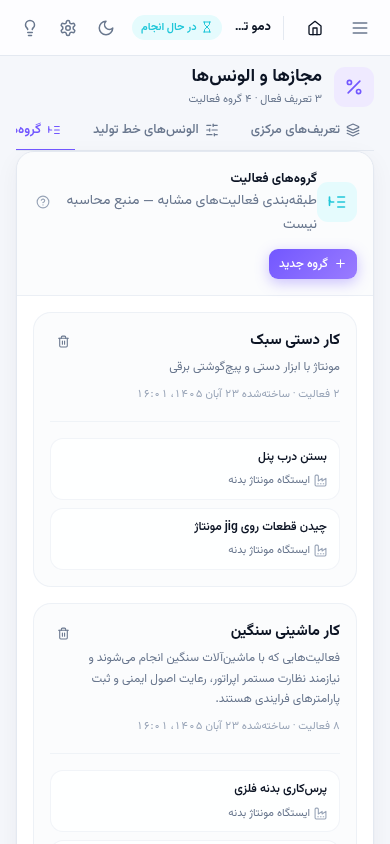 دمو ت...
در حال انجام
مجازها و الونس‌ها
۳ تعریف فعال · ۴ گروه فعالیت
تعریف‌های مرکزی
الونس‌های خط تولید
گروه‌
گروه‌های فعالیت
طبقه‌بندی فعالیت‌های مشابه — منبع محاسبه
نیست
گروه جدید
کار دستی سبک
مونتاژ با ابزار دستی و پیچ‌گوشتی برقی
۲ فعالیت · ساخته‌شده ۲۳ آبان ۱۴۰۵، ۱۶:۰۱
بستن درب پنل
ایستگاه مونتاژ بدنه
چیدن قطعات روی jig مونتاژ
ایستگاه مونتاژ بدنه
کار ماشینی سنگین
فعالیت‌هایی که با ماشین‌آلات سنگین انجام می‌شوند و
نیازمند نظارت مستمر اپراتور، رعایت اصول ایمنی و ثبت
پارامترهای فرایندی هستند.
۸ فعالیت · ساخته‌شده ۲۳ آبان ۱۴۰۵، ۱۶:۰۱
پرس‌کاری بدنه فلزی
ایستگاه مونتاژ بدنه